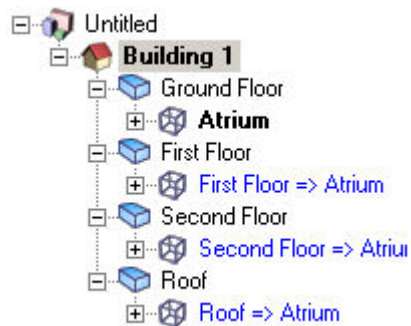 Untitled
Building 1
Ground Floor
Atrium
First Floor
First Floor => Atrium
Second Floor
Second Floor => Atriu
Roof
Roof => Atrium